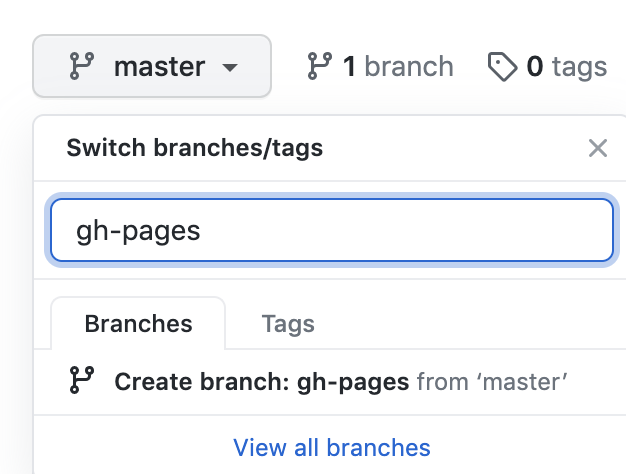 master 1 branch 0 tags
Switch branches/tags
gh-pages
Branches Tags
Create branch: gh-pages from ‘master’
View all branches